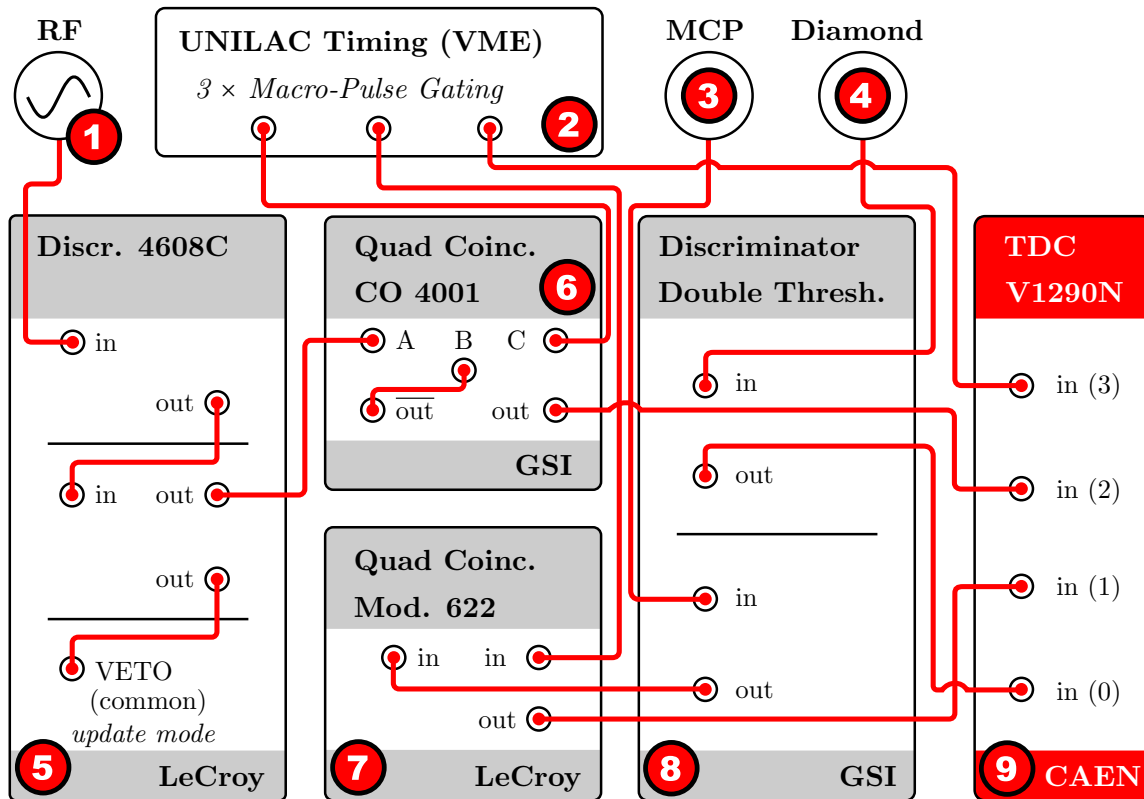 RF
UNILAC Timing (VME)
3 × Macro-Pulse Gating
MCP
Diamond
1
2
3
4
Discr. 4608C
in
out
in
out
out
VETO
(common)
update mode
5
LeCroy
Quad Coinc.
CO 4001
6
A
B
C
out
out
GSI
Quad Coinc.
Mod. 622
in
in
out
7
LeCroy
Discriminator
Double Thresh.
in
out
in
out
8
GSI
TDC
V1290N
in (3)
in (2)
in (1)
in (0)
9
CAEN